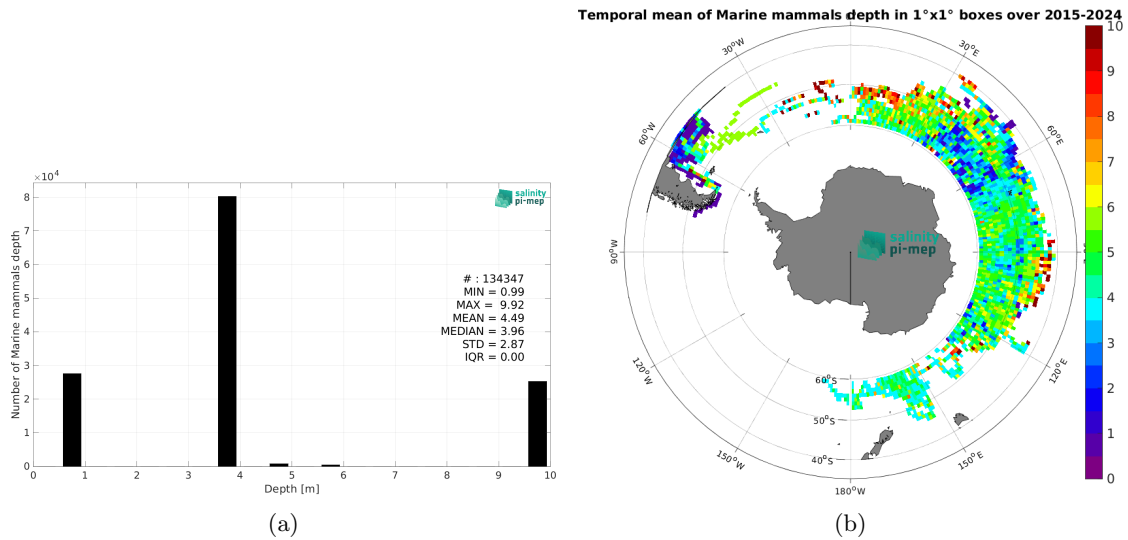 Temporal mean of Marine mammals depth in 1°x1° boxes over 2015-2024
×10⁴
8
7
6
5
4
3
2
1
0
Number of Marine mammals depth
0 1 2 3 4 5 6 7 8 9 10
Depth [m]
salinity
pi-mep
# : 134347
MIN = 0.99
MAX = 9.92
MEAN = 4.49
MEDIAN = 3.96
STD = 2.87
IQR = 0.00
(a)
30°W
30°E
60°W
60°E
90°W
120°W
120°E
150°W
150°E
180°W
60°S
50°S
40°S
salinity
pi-mep
10
9
8
7
6
5
4
3
2
1
0
(b)